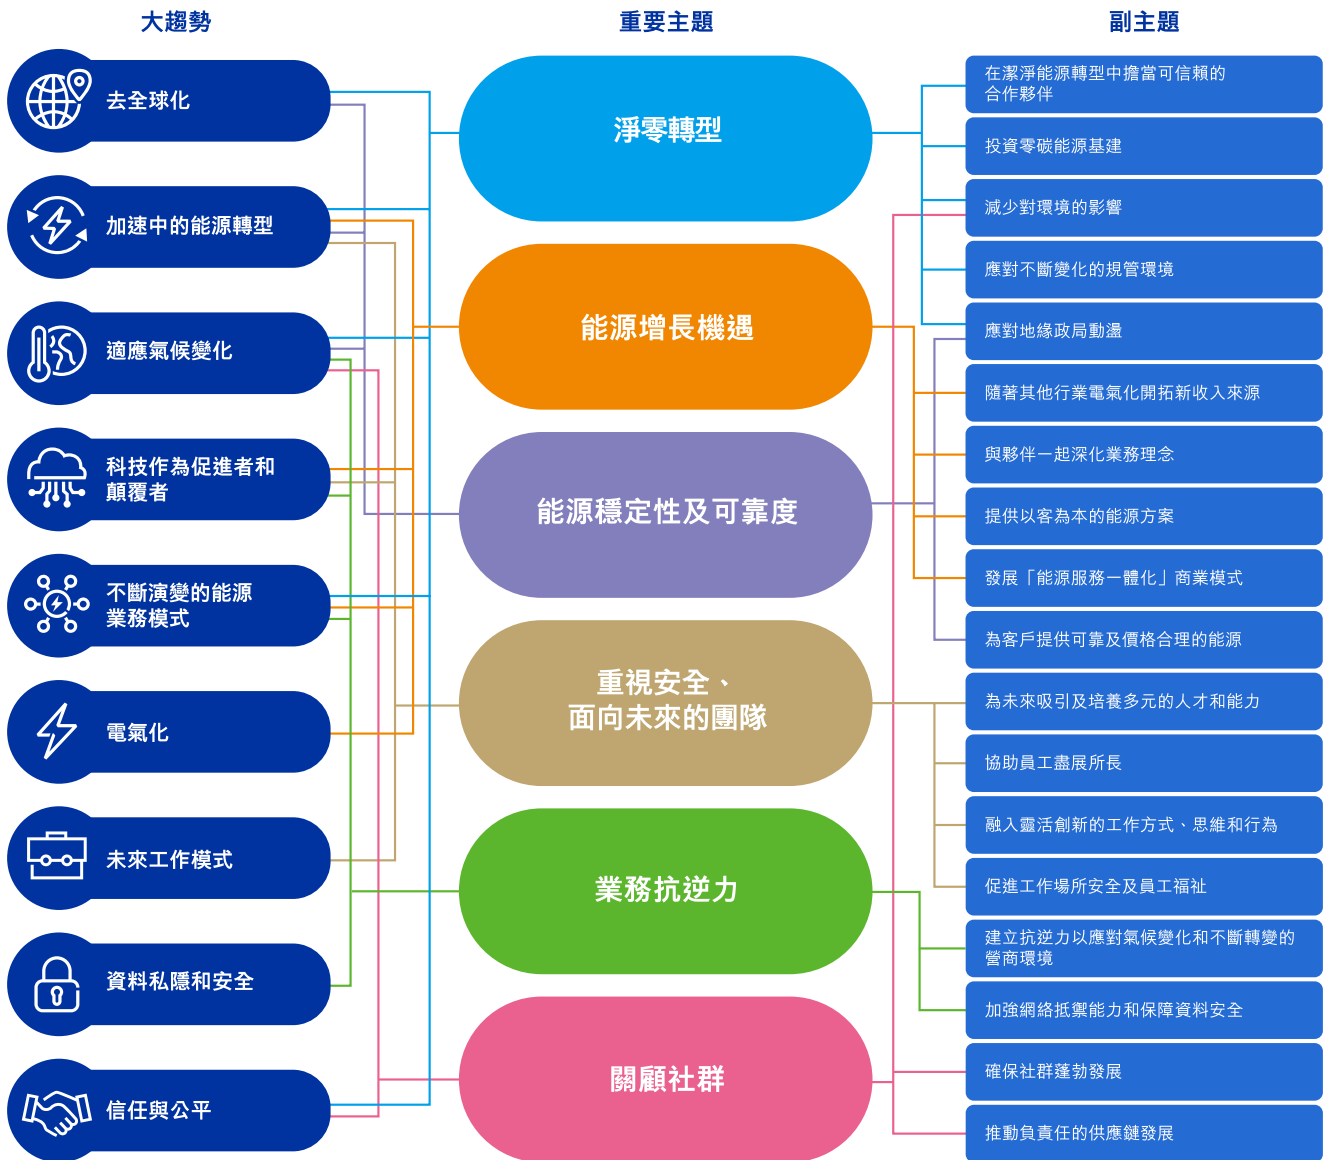 大趨勢
重要主題
副主題
去全球化
加速中的能源轉型
適應氣候變化
科技作為促進者和
顛覆者
不斷演變的能源
業務模式
電氣化
未來工作模式
資料私隱和安全
信任與公平
淨零轉型
能源增長機遇
能源穩定性及可靠度
重視安全、
面向未來的團隊
業務抗逆力
關顧社群
在潔淨能源轉型中擔當可信賴的
合作夥伴
投資零碳能源基建
減少對環境的影響
應對不斷變化的規管環境
應對地緣政局動盪
隨著其他行業電氣化開拓新收入來源
與夥伴一起深化業務理念
提供以客為本的能源方案
發展「能源服務一體化」商業模式
為客戶提供可靠及價格合理的能源
為未來吸引及培養多元的人才和能力
協助員工盡展所長
融入靈活創新的工作方式、思維和行為
促進工作場所安全及員工福祉
建立抗逆力以應對氣候變化和不斷轉變的
營商環境
加強網絡抵禦能力和保障資料安全
確保社群蓬勃發展
推動負責任的供應鏈發展